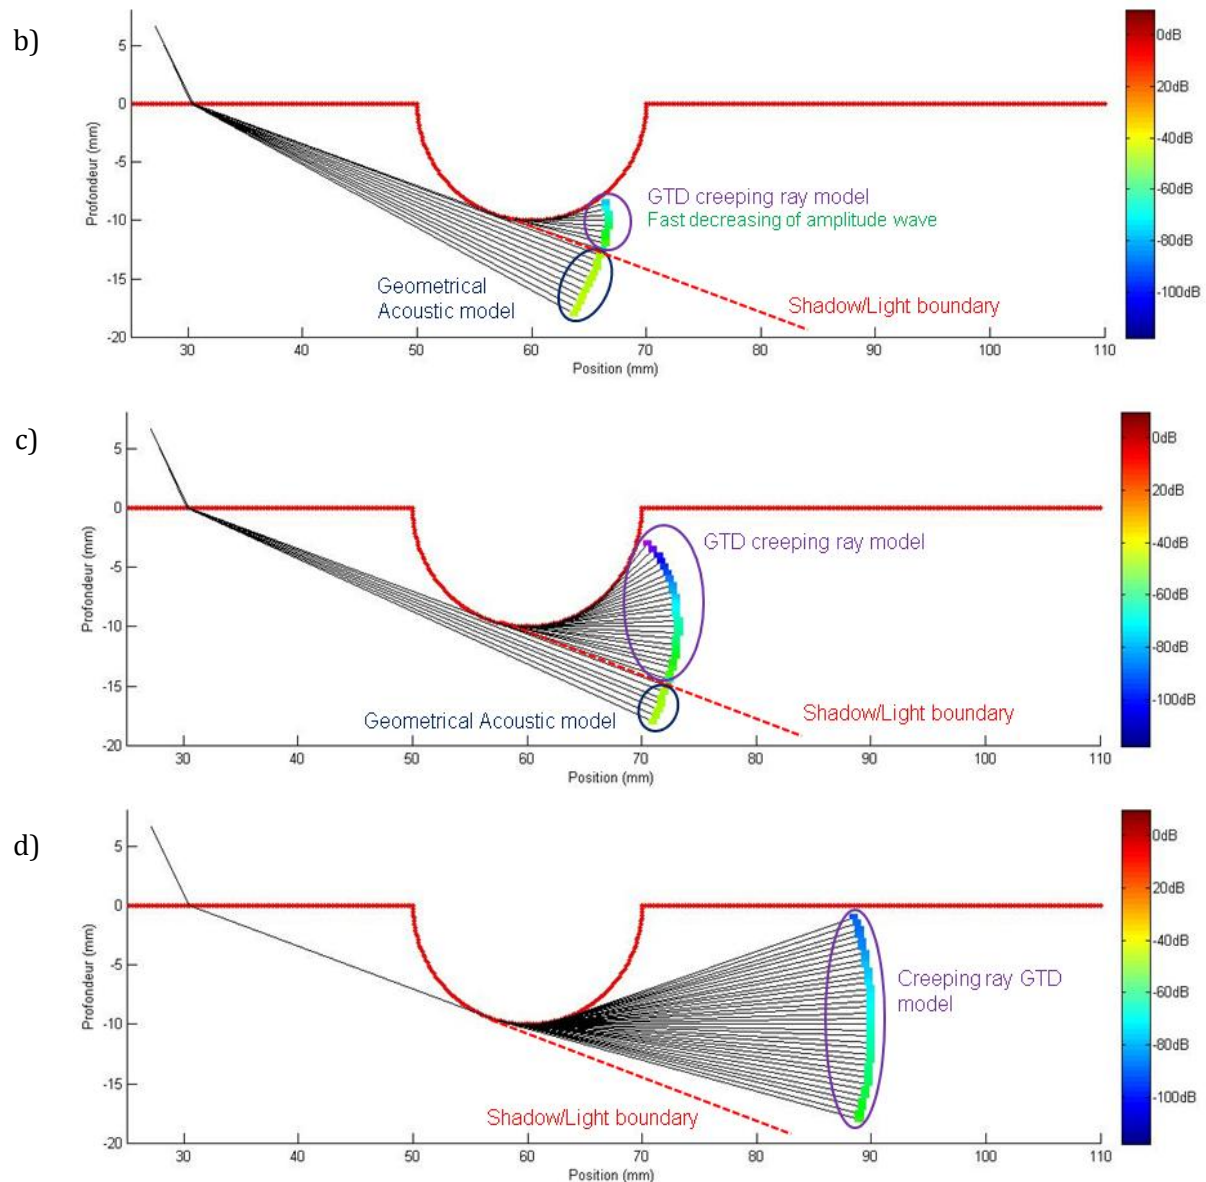 b)
5
0
-5
-10
-15
-20
Profondeur (mm)
GTD creeping ray model
Fast decreasing of amplitude wave
Geometrical
Acoustic model
Shadow/Light boundary
30 40 50 60 70 80 90 100 110
Position (mm)
0dB
20dB
-40dB
-60dB
-80dB
-100dB
c)
5
0
-5
-10
-15
-20
Profondeur (mm)
GTD creeping ray model
Geometrical Acoustic model
Shadow/Light boundary
30 40 50 60 70 80 90 100 110
Position (mm)
0dB
20dB
-40dB
-60dB
-80dB
-100dB
d)
5
0
-5
-10
-15
-20
Profondeur (mm)
Creeping ray GTD
model
Shadow/Light boundary
30 40 50 60 70 80 90 100 110
Position (mm)
0dB
20dB
-40dB
-60dB
-80dB
-100dB